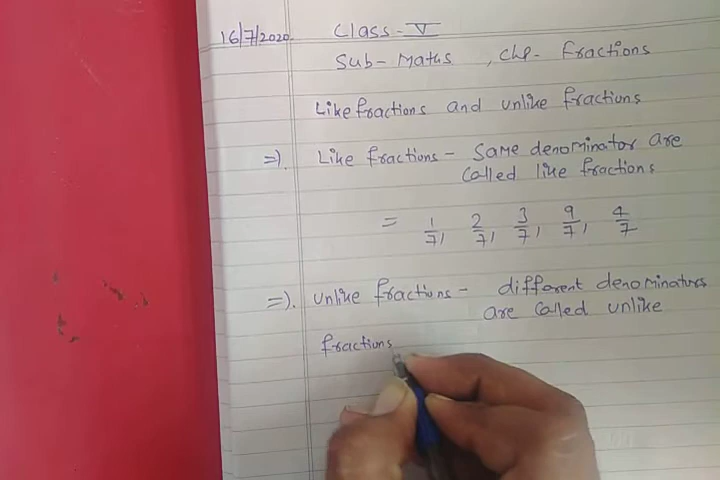 16/7/2020. Class - V
Sub - Maths , Chp - Fractions
Like fractions and unlike fractions
=). Like fractions - Same denominator are
called like fractions
= 1/7, 2/7, 3/7, 9/7, 4/7
=). Unlike fractions - different denominators
are called unlike
fractions